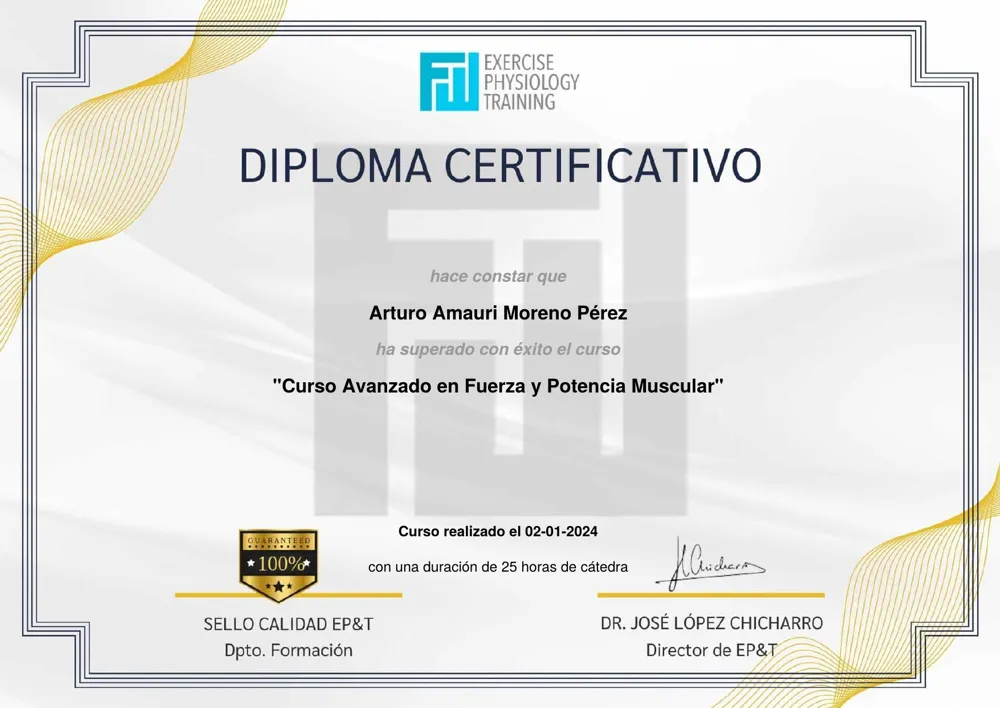 EXERCISE
PHYSIOLOGY
TRAINING
DIPLOMA CERTIFICATIVO
hace constar que
Arturo Amauri Moreno Pérez
ha superado con éxito el curso
"Curso Avanzado en Fuerza y Potencia Muscular"
Curso realizado el 02-01-2024
con una duración de 25 horas de cátedra
GUARANTEED
100%
H Chicharro
SELLO CALIDAD EP&T
Dpto. Formación
DR. JOSÉ LÓPEZ CHICHARRO
Director de EP&T